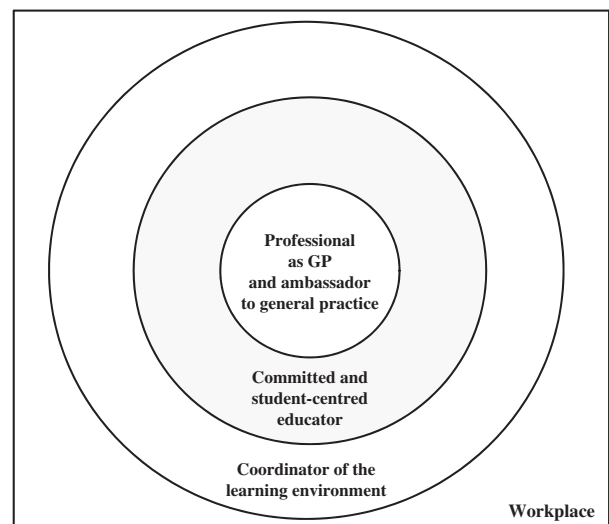 Professional
as GP
and ambassador
to general practice
Committed and
student-centred
educator
Coordinator of the
learning environment
Workplace